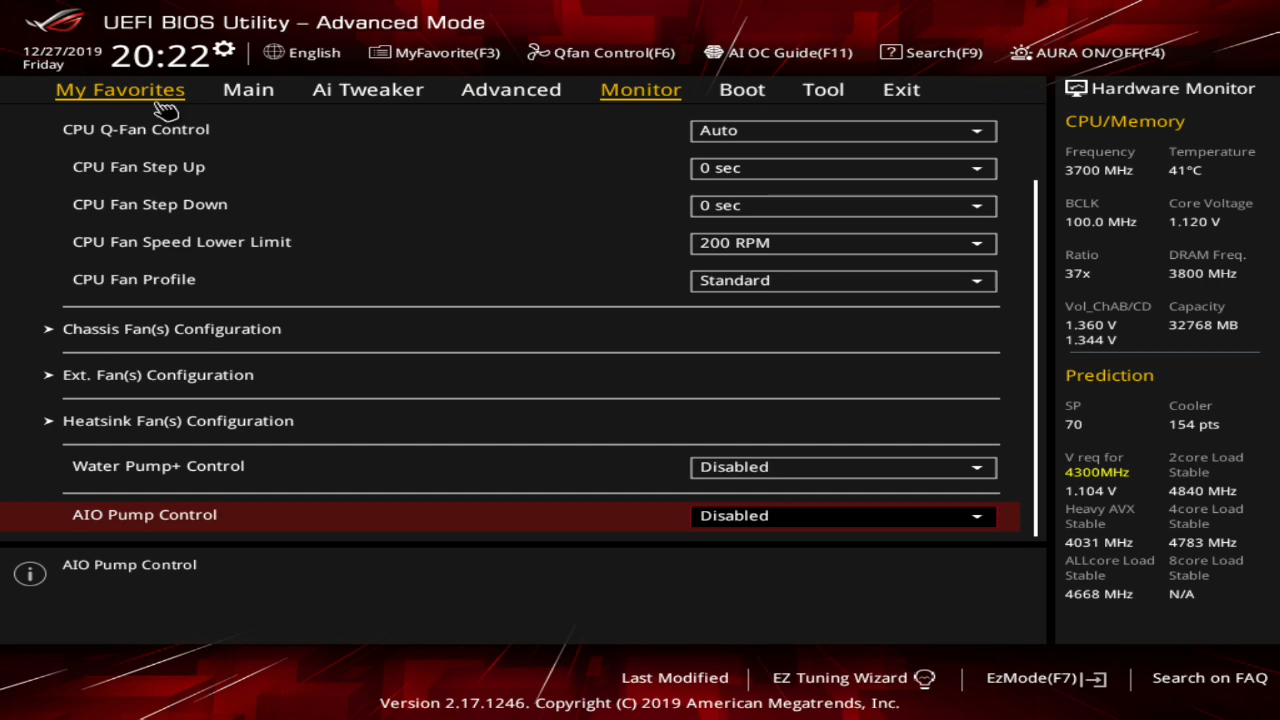 UEFI BIOS Utility – Advanced Mode
12/27/2019
Friday
20:22
English
MyFavorite(F3)
Qfan Control(F6)
AI OC Guide(F11)
? Search(F9)
AURA ON/OFF(F4)
My Favorites
Main
Ai Tweaker
Advanced
Monitor
Boot
Tool
Exit
CPU Q-Fan Control Auto
CPU Fan Step Up 0 sec
CPU Fan Step Down 0 sec
CPU Fan Speed Lower Limit 200 RPM
CPU Fan Profile Standard
Chassis Fan(s) Configuration
Ext. Fan(s) Configuration
Heatsink Fan(s) Configuration
Water Pump+ Control Disabled
AIO Pump Control Disabled
i AIO Pump Control
Hardware Monitor
CPU/Memory
Frequency Temperature
3700 MHz 41°C
BCLK Core Voltage
100.0 MHz 1.120 V
Ratio DRAM Freq.
37x 3800 MHz
Vol_ChAB/CD Capacity
1.360 V 32768 MB
1.344 V
Prediction
SP Cooler
70 154 pts
V req for 2core Load
4300MHz Stable
1.104 V 4840 MHz
Heavy AVX 4core Load
Stable Stable
4031 MHz 4783 MHz
ALLcore Load 8core Load
Stable Stable
4668 MHz N/A
Last Modified
EZ Tuning Wizard
EzMode(F7)
Search on FAQ
Version 2.17.1246. Copyright (C) 2019 American Megatrends, Inc.